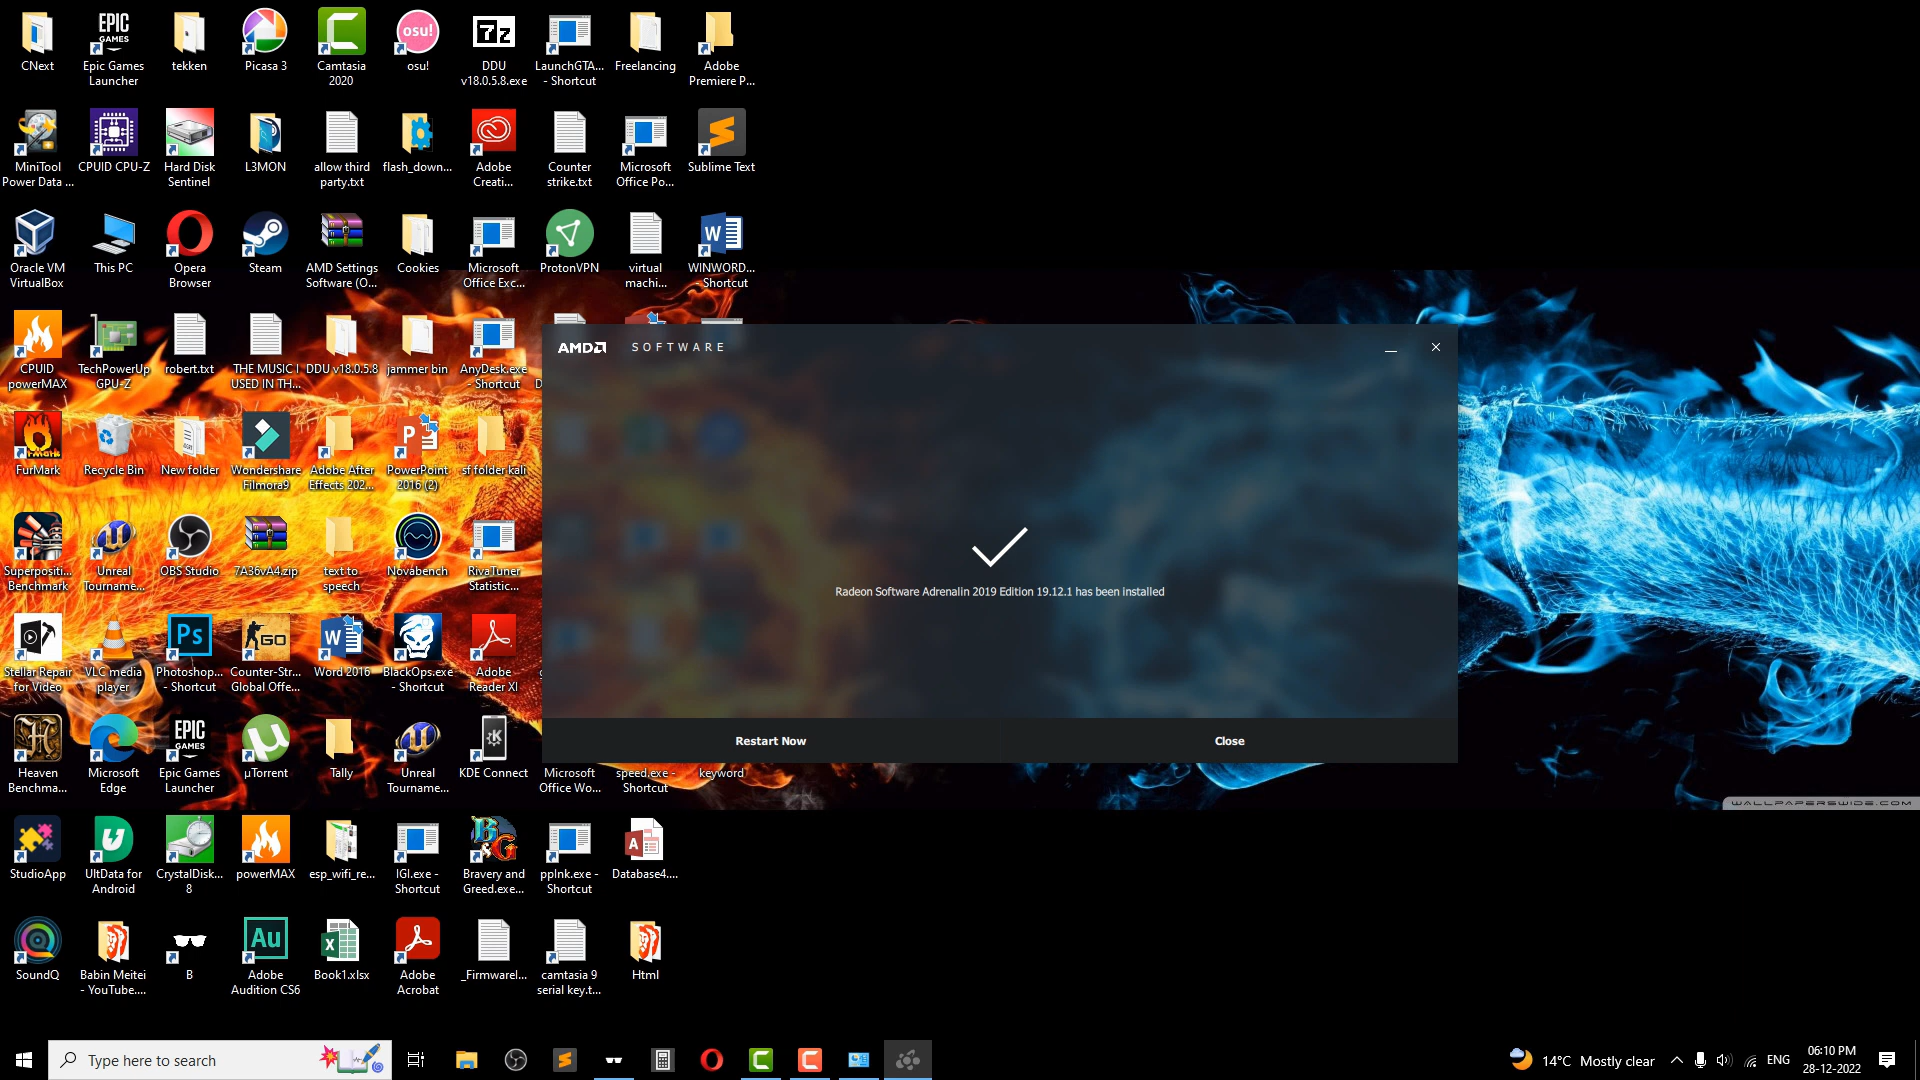 CNext
EPIC
GAMES
Epic Games
Launcher
tekken
Picasa 3
Camtasia
2020
osu!
osu!
7z
DDU
v18.0.5.8.exe
LaunchGTA...
- Shortcut
Freelancing
Adobe
Premiere P...
MiniTool
Power Data ...
CPUID CPU-Z
Hard Disk
Sentinel
L3MON
allow third
party.txt
flash_down...
Adobe
Creati...
Counter
strike.txt
Microsoft
Office Po...
Sublime Text
Oracle VM
VirtualBox
This PC
Opera
Browser
Steam
AMD Settings
Software (O...
Cookies
Microsoft
Office Exc...
ProtonVPN
virtual
machi...
WINWORD...
- Shortcut
CPUID
powerMAX
TechPowerUp
GPU-Z
robert.txt
THE MUSIC I
USED IN TH...
DDU v18.0.5.8
jammer bin
AnyDesk.exe
- Shortcut
AMD SOFTWARE
FurMark
Recycle Bin
New folder
Wondershare
Filmora9
Adobe After
Effects 202...
PowerPoint
2016 (2)
sf folder kali
Superpositi...
Benchmark
Unreal
Tourname...
OBS Studio
7A36vA4.zip
text to
speech
Novabench
RivaTuner
Statistic...
Radeon Software Adrenalin 2019 Edition 19.12.1 has been installed
Stellar Repair
for Video
VLC media
player
Ps
Photoshop...
- Shortcut
GO
Counter-Str...
Global Offe...
Word 2016
BlackOps.exe
- Shortcut
Adobe
Reader XI
Restart Now
Close
Heaven
Benchma...
Microsoft
Edge
EPIC
GAMES
Epic Games
Launcher
µTorrent
Tally
Unreal
Tourname...
KDE Connect
Microsoft
Office Wo...
speed.exe -
Shortcut
keyword
WALLPAPERSWIDE.COM
StudioApp
UltData for
Android
CrystalDisk...
8
powerMAX
esp_wifi_re...
IGI.exe -
Shortcut
Bravery and
Greed.exe...
pplnk.exe -
Shortcut
Database4....
SoundQ
Babin Meitei
- YouTube....
B
Au
Adobe
Audition CS6
Book1.xlsx
Adobe
Acrobat
_Firmwarel...
camtasia 9
serial key.t...
Html
Type here to search
14°C Mostly clear
ENG
06:10 PM
28-12-2022